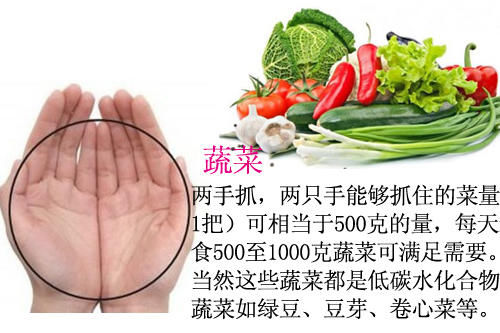 蔬菜
两手抓，两只手能够抓住的菜量
1把）可相当于500克的量，每天
食500至1000克蔬菜可满足需要。
当然这些蔬菜都是低碳水化合物
蔬菜如绿豆、豆芽、卷心菜等。